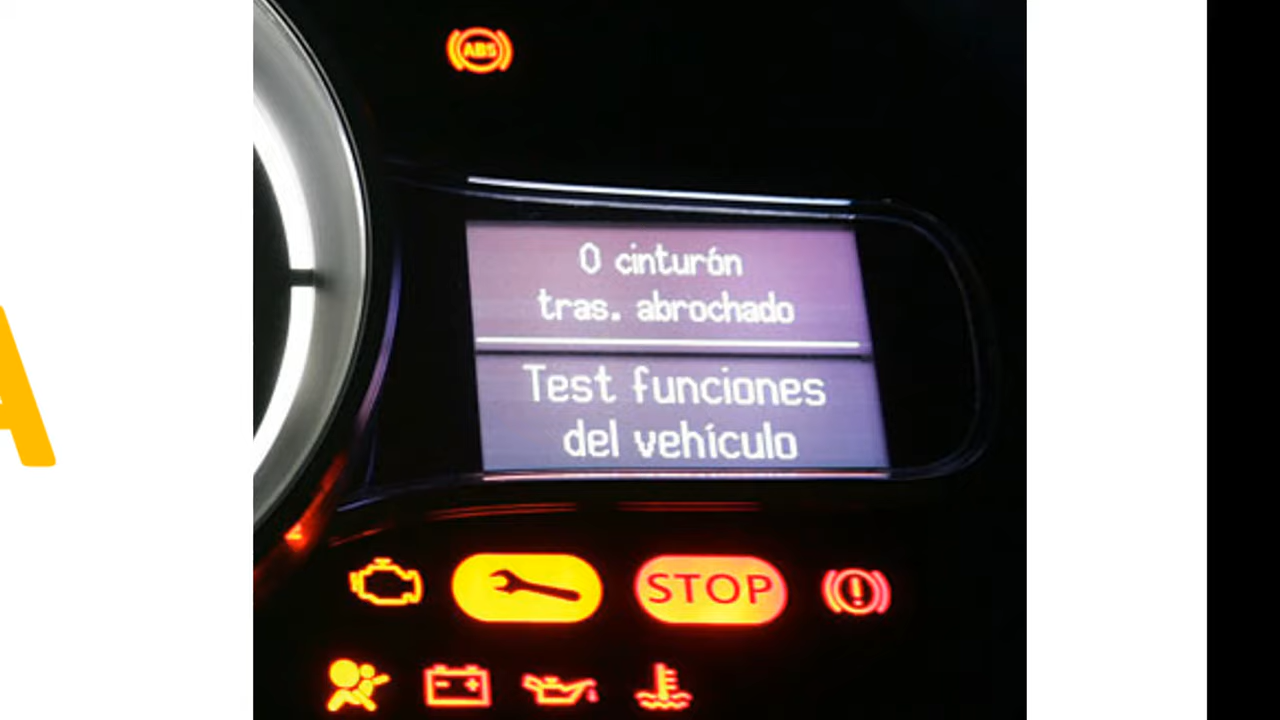 ABS
0 cinturón
tras. abrochado
Test funciones
del vehículo
STOP
A